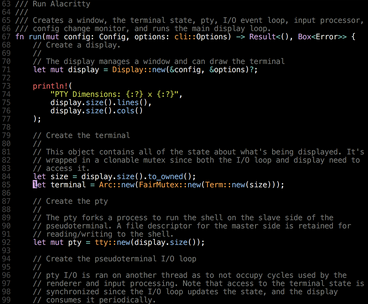 63 /// Run Alacritty
64 ///
65 /// Creates a window, the terminal state, pty, I/O event loop, input processor,
66 /// config change monitor, and runs the main display loop.
67 fn run(mut config: Config, options: cli::Options) -> Result<(), Box<Error>> {
68     // Create a display.
69     //
70     // The display manages a window and can draw the terminal
71     let mut display = Display::new(&config, &options)?;
72
73     println!(
74         "PTY Dimensions: {:?} x {:?}",
75         display.size().lines(),
76         display.size().cols()
77     );
78
79     // Create the terminal
80     //
81     // This object contains all of the state about what's being displayed. It's
82     // wrapped in a clonable mutex since both the I/O loop and display need to
83     // access it.
84     let size = display.size().to_owned();
85     let terminal = Arc::new(FairMutex::new(Term::new(size)));
86
87     // Create the pty
88     //
89     // The pty forks a process to run the shell on the slave side of the
90     // pseudoterminal. A file descriptor for the master side is retained for
91     // reading/writing to the shell.
92     let mut pty = tty::new(display.size());
93
94     // Create the pseudoterminal I/O loop
95     //
96     // pty I/O is ran on another thread as to not occupy cycles used by the
97     // renderer and input processing. Note that access to the terminal state is
98     // synchronized since the I/O loop updates the state, and the display
99     // consumes it periodically.